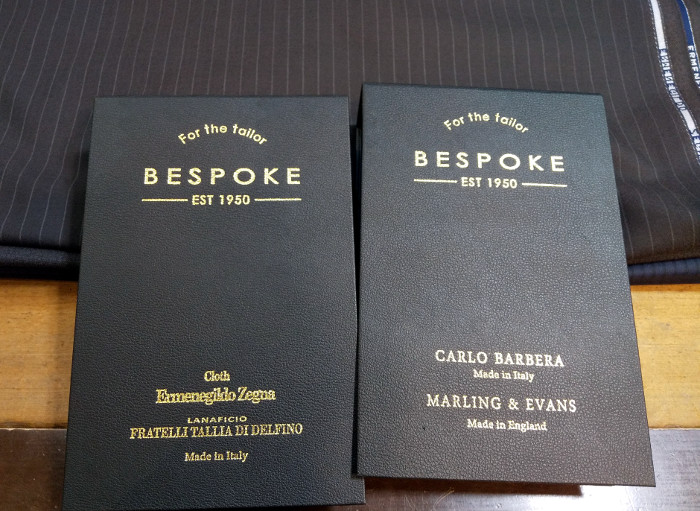 For the tailor
BESPOKE
EST 1950
Cloth
Ermenegildo Zegna
LANAFICIO
FRATELLI TALLIA DI DELFINO
Made in Italy
For the tailor
BESPOKE
EST 1950
CARLO BARBERA
Made in Italy
MARLING & EVANS
Made in England